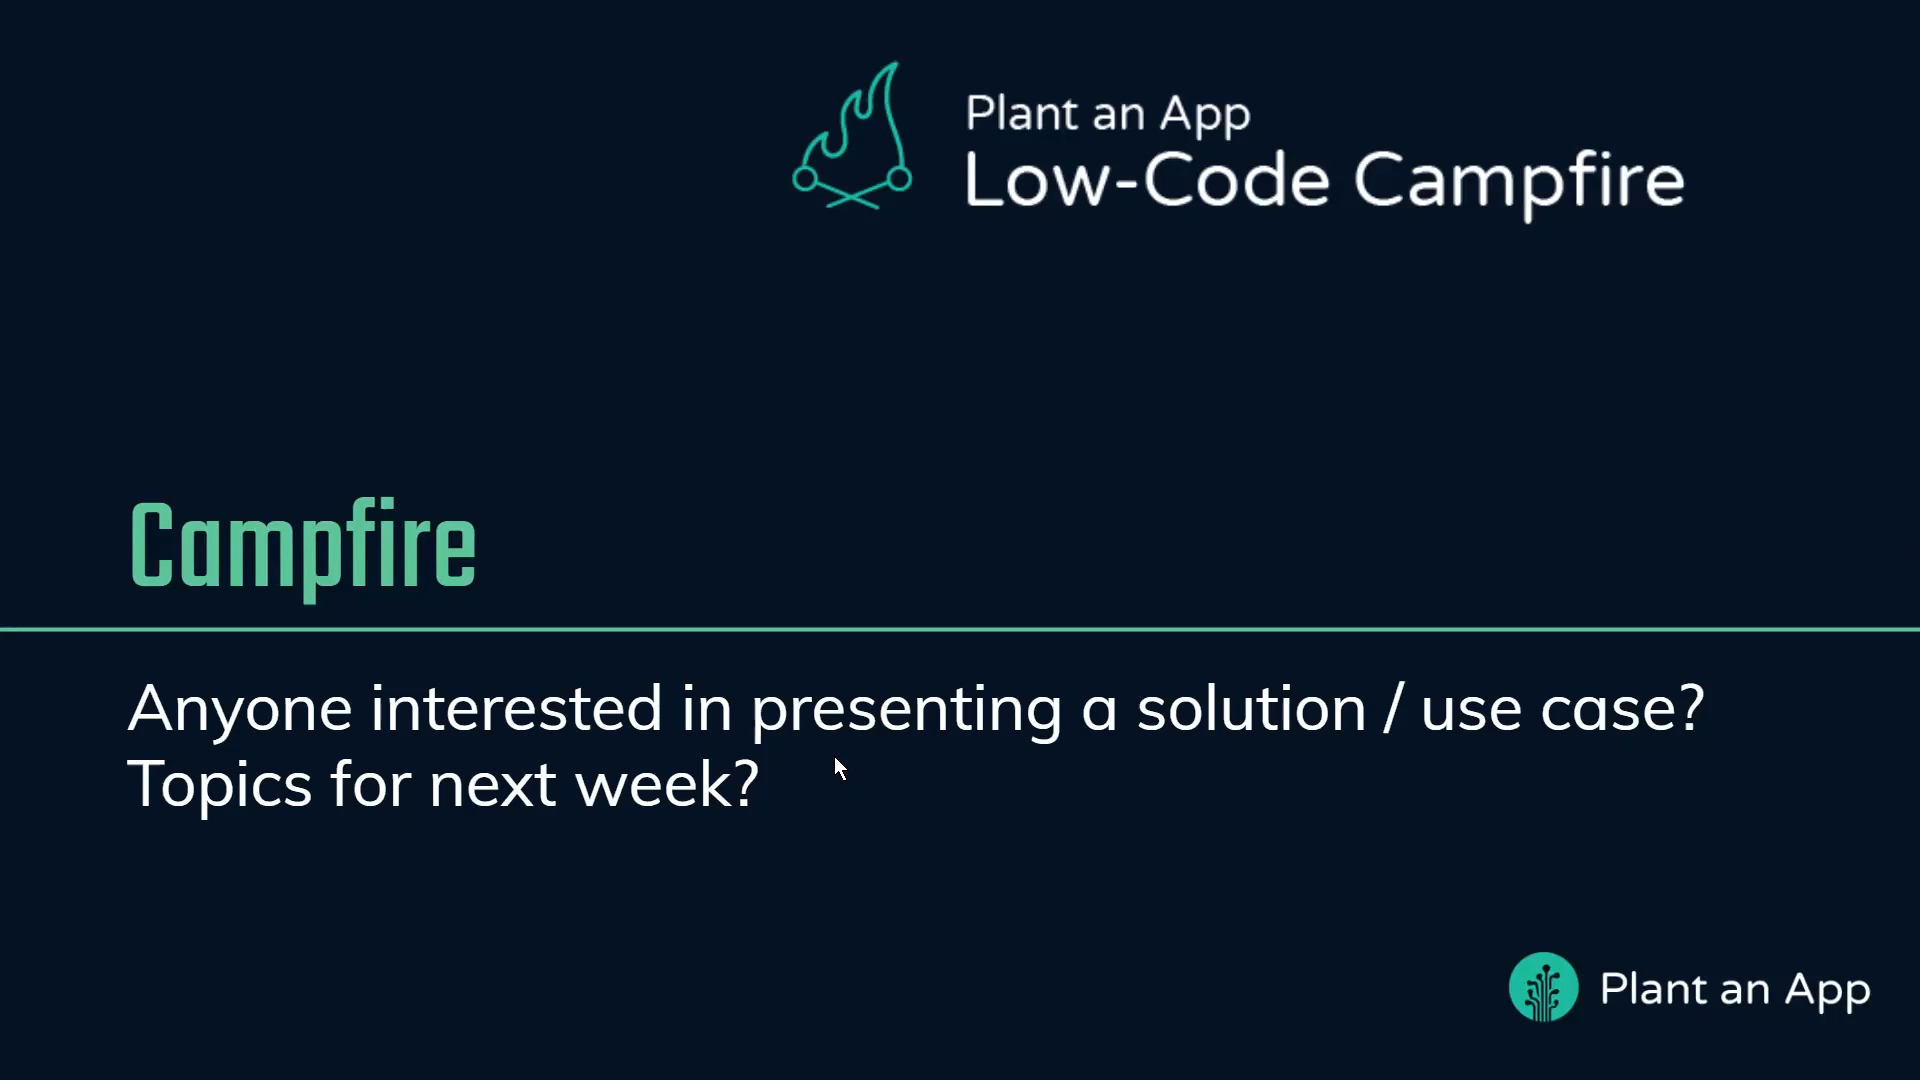 Plant an App
Low-Code Campfire
Campfire
Anyone interested in presenting a solution / use case?
Topics for next week?
Plant an App